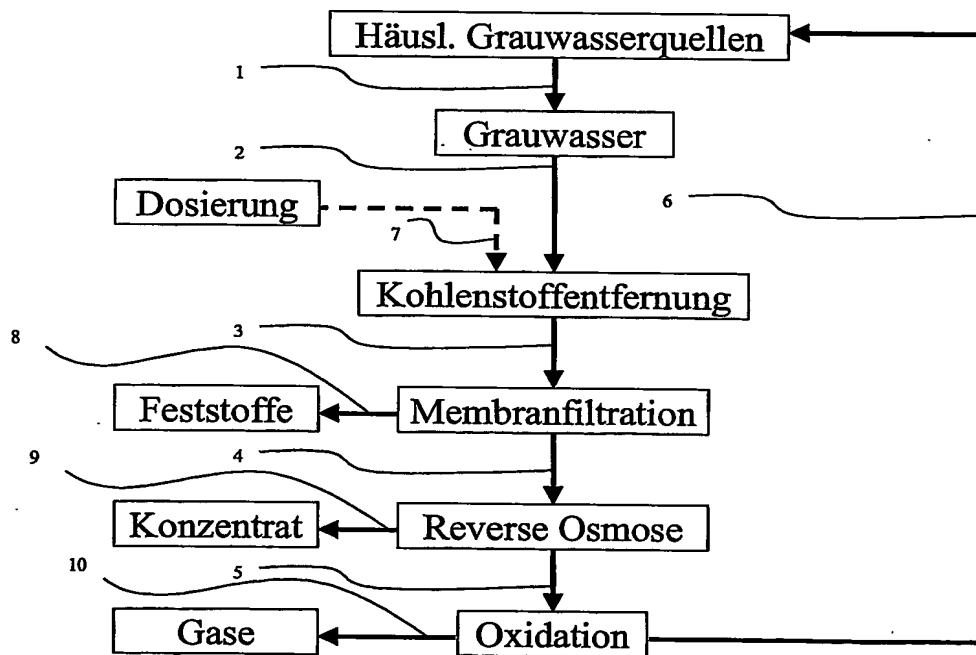 Häusl. Grauwasserquellen
1
Grauwasser
2
Dosierung
6
7
Kohlenstoffentfernung
3
8
Feststoffe
Membranfiltration
4
9
Konzentrat
Reverse Osmose
5
10
Gase
Oxidation